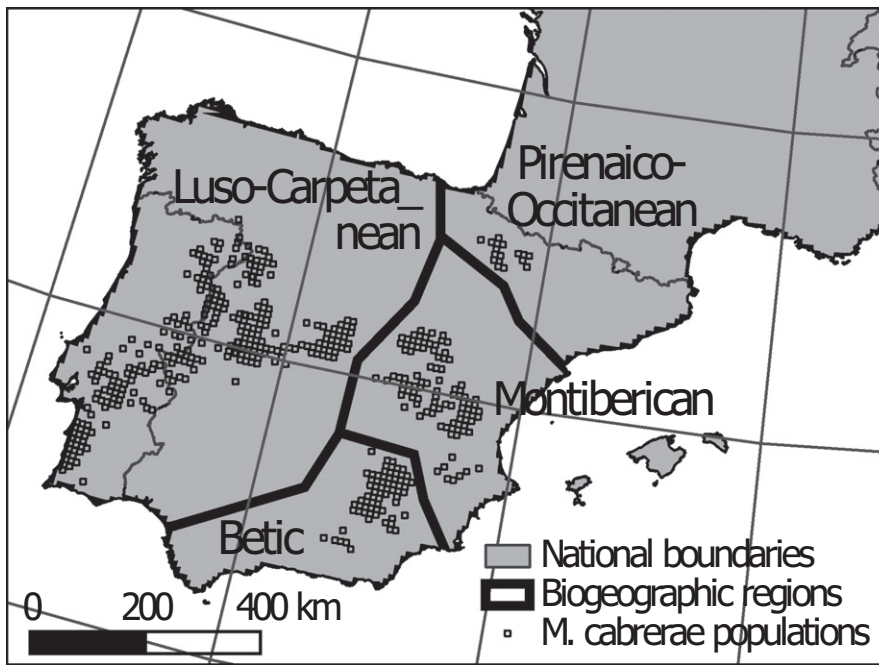 Pirenaico-
Occitanean
Luso-Carpeta_
nean
Montiberican
Betic
National boundaries
Biogeographic regions
M. cabrerae populations
0 200 400 km